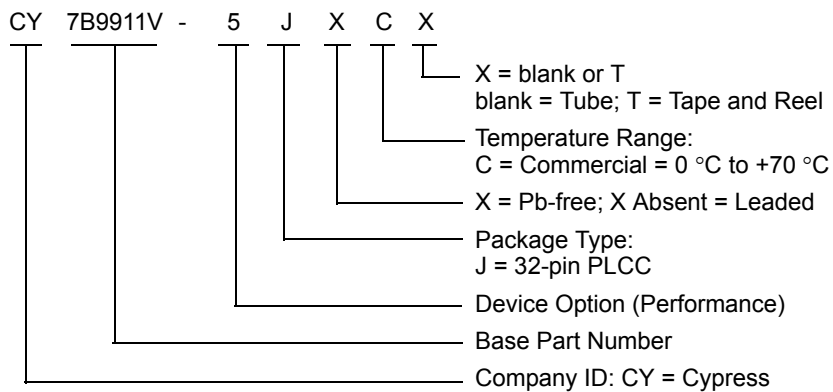 CY 7B9911V - 5 J X C X
X = blank or T
blank = Tube; T = Tape and Reel
Temperature Range:
C = Commercial = 0 °C to +70 °C
X = Pb-free; X Absent = Leaded
Package Type:
J = 32-pin PLCC
Device Option (Performance)
Base Part Number
Company ID: CY = Cypress